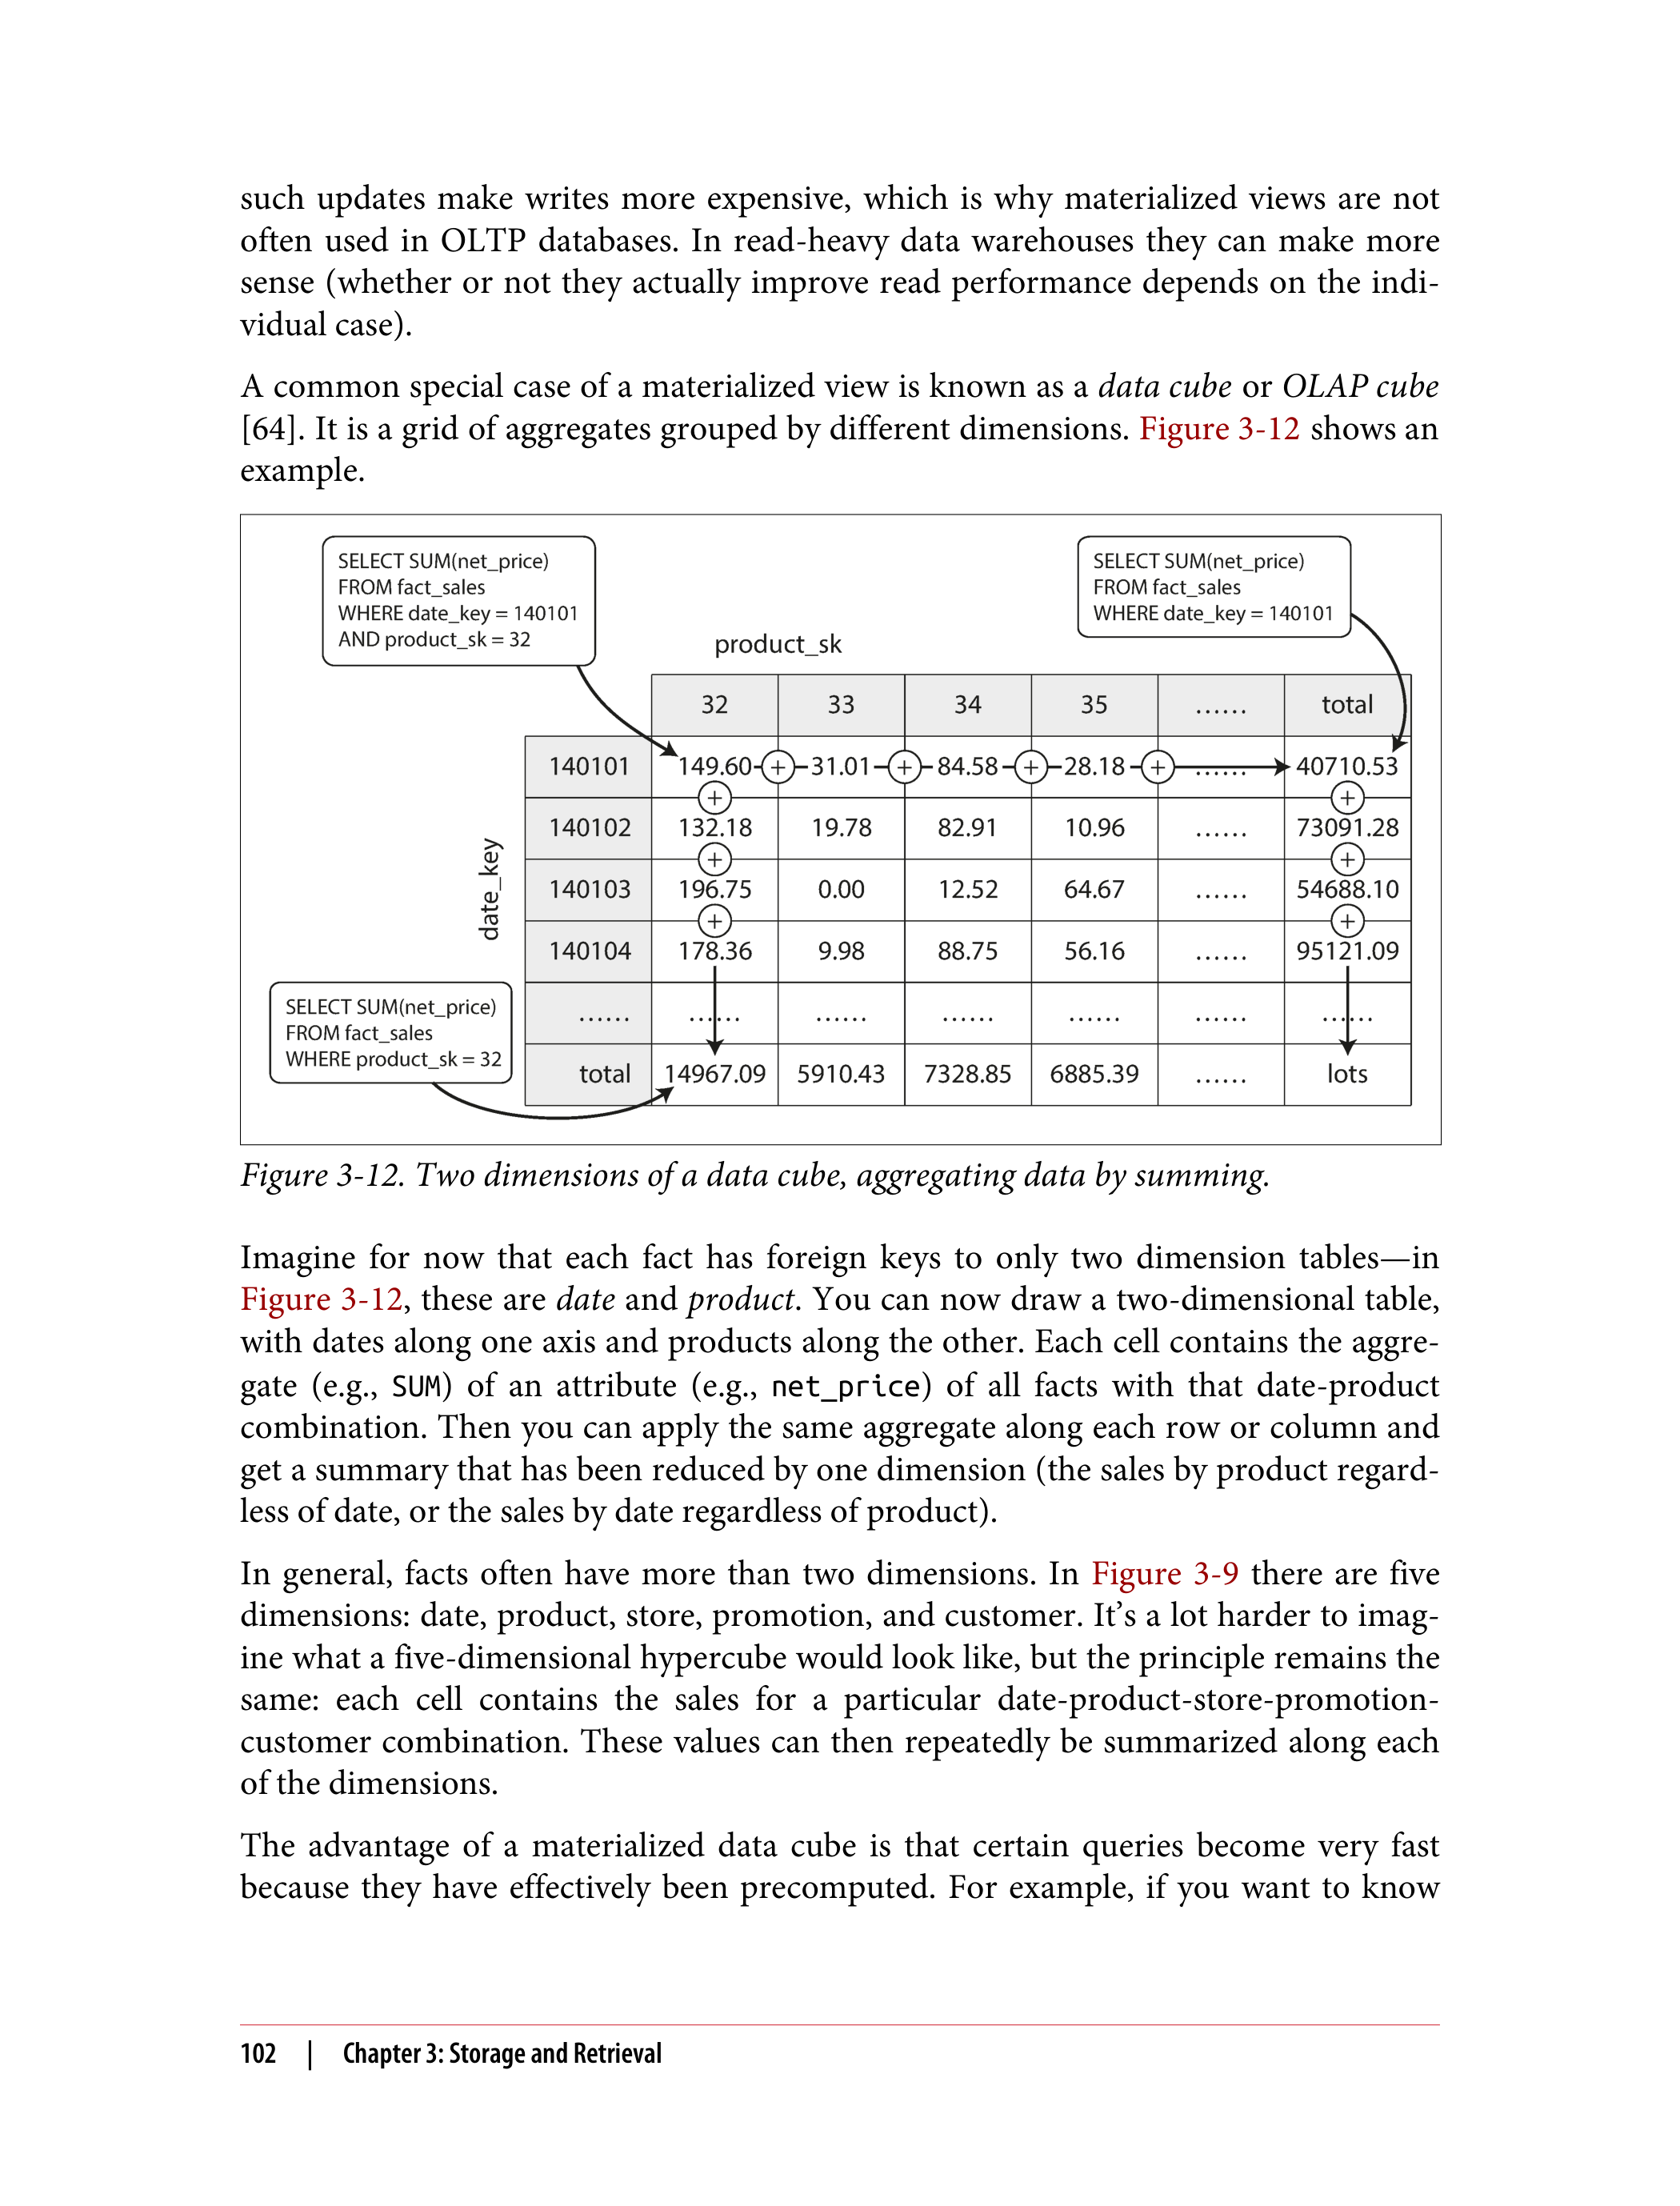 such updates make writes more expensive, which is why materialized views are not
often used in OLTP databases. In read-heavy data warehouses they can make more
sense (whether or not they actually improve read performance depends on the indi-
vidual case).
A common special case of a materialized view is known as a data cube or OLAP cube
[64]. It is a grid of aggregates grouped by different dimensions. Figure 3-12 shows an
example.
SELECT SUM(net_price)
FROM fact_sales
WHERE date_key = 140101
AND product_sk = 32
SELECT SUM(net_price)
FROM fact_sales
WHERE date_key = 140101
product_sk
32 33 34 35 ...... total
140101 149.60 + 31.01 + 84.58 + 28.18 + ...... 40710.53
+ +
140102 132.18 19.78 82.91 10.96 ...... 73091.28
+ +
140103 196.75 0.00 12.52 64.67 ...... 54688.10
+ +
140104 178.36 9.98 88.75 56.16 ...... 95121.09
...... ...... ...... ...... ...... ...... ......
total 14967.09 5910.43 7328.85 6885.39 ...... lots
date_key
SELECT SUM(net_price)
FROM fact_sales
WHERE product_sk = 32
Figure 3-12. Two dimensions of a data cube, aggregating data by summing.
Imagine for now that each fact has foreign keys to only two dimension tables—in
Figure 3-12, these are date and product. You can now draw a two-dimensional table,
with dates along one axis and products along the other. Each cell contains the aggre-
gate (e.g., SUM) of an attribute (e.g., net_price) of all facts with that date-product
combination. Then you can apply the same aggregate along each row or column and
get a summary that has been reduced by one dimension (the sales by product regard-
less of date, or the sales by date regardless of product).
In general, facts often have more than two dimensions. In Figure 3-9 there are five
dimensions: date, product, store, promotion, and customer. It’s a lot harder to imag-
ine what a five-dimensional hypercube would look like, but the principle remains the
same: each cell contains the sales for a particular date-product-store-promotion-
customer combination. These values can then repeatedly be summarized along each
of the dimensions.
The advantage of a materialized data cube is that certain queries become very fast
because they have effectively been precomputed. For example, if you want to know
102 | Chapter 3: Storage and Retrieval